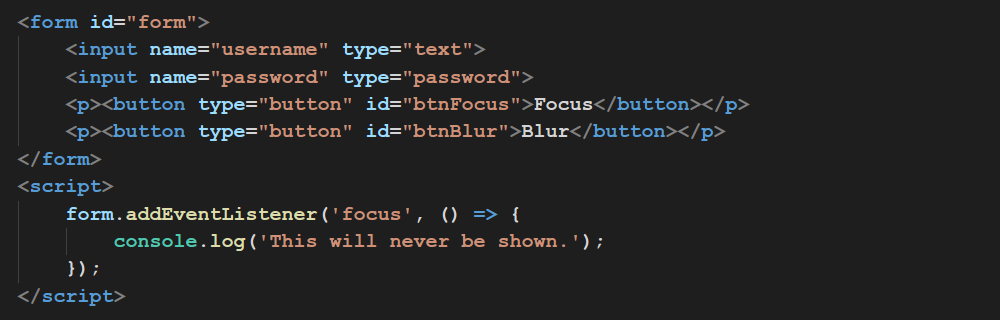 <form id="form">
    <input name="username" type="text">
    <input name="password" type="password">
    <p><button type="button" id="btnFocus">Focus</button></p>
    <p><button type="button" id="btnBlur">Blur</button></p>
</form>
<script>
    form.addEventListener('focus', () => {
        console.log('This will never be shown.');
    });
</script>